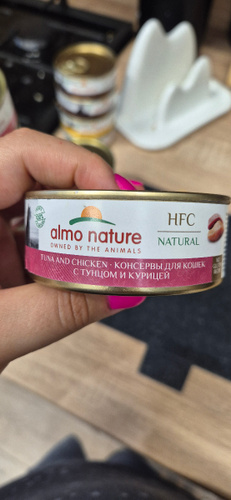 almo nature
OWNED BY THE ANIMALS
HFC
NATURAL
TUNA AND CHICKEN · КОНСЕРВЫ ДЛЯ КОШЕК
С ТУНЦОМ И КУРИЦЕЙ